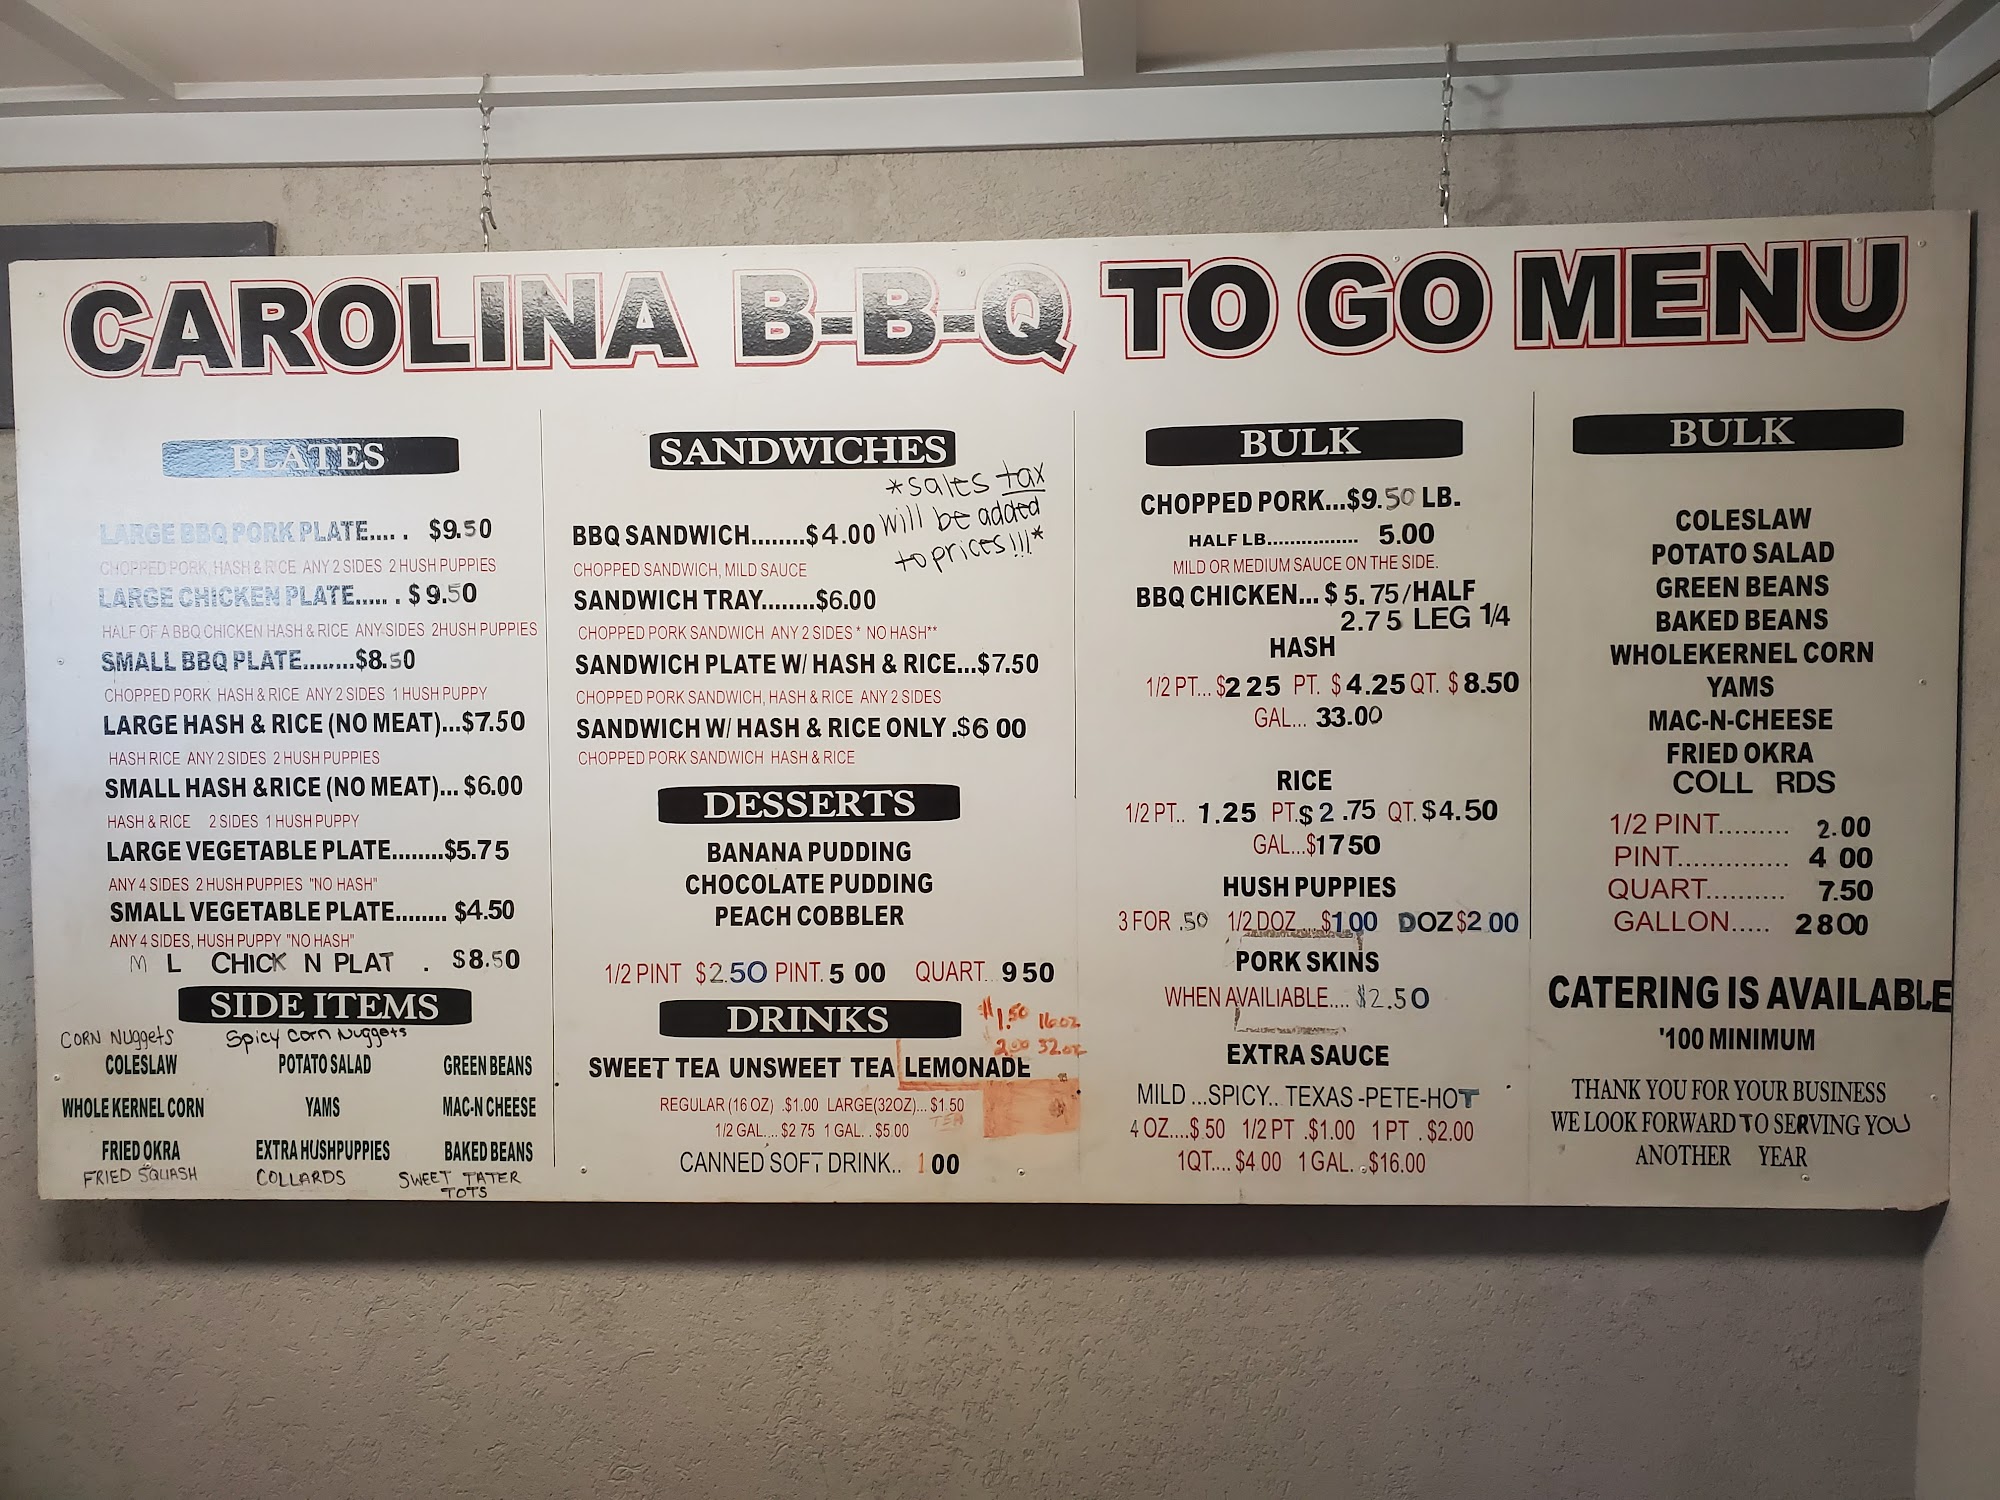 CAROLINA B-B-Q TO GO MENU
PLATES
LARGE BBQ PORK PLATE..... $9.50
CHOPPED PORK, HASH & RICE ANY 2 SIDES 2 HUSH PUPPIES
LARGE CHICKEN PLATE...... $9.50
HALF OF A BBQ CHICKEN HASH & RICE ANY SIDES 2HUSH PUPPIES
SMALL BBQ PLATE........$8.50
CHOPPED PORK HASH & RICE ANY 2 SIDES 1 HUSH PUPPY
LARGE HASH & RICE (NO MEAT)...$7.50
HASH RICE ANY 2 SIDES 2 HUSH PUPPIES
SMALL HASH &RICE (NO MEAT)... $6.00
HASH & RICE 2 SIDES 1 HUSH PUPPY
LARGE VEGETABLE PLATE........$5.75
ANY 4 SIDES 2 HUSH PUPPIES "NO HASH"
SMALL VEGETABLE PLATE........ $4.50
ANY 4 SIDES, HUSH PUPPY "NO HASH"
M L CHICK N PLAT . $8.50
SIDE ITEMS
CORN NUggETS Spicy Corn Nuggets
COLESLAW POTATO SALAD GREEN BEANS
WHOLE KERNEL CORN YAMS MAC-N CHEESE
FRIED OKRA EXTRA HUSHPUPPIES BAKED BEANS
FRIED SQUASH COLLARDS SWEET TATER
TOTS
SANDWICHES
*sales tax
will be added
to prices!!!*
BBQ SANDWICH........$4.00
CHOPPED SANDWICH, MILD SAUCE
SANDWICH TRAY........$6.00
CHOPPED PORK SANDWICH ANY 2 SIDES * NO HASH**
SANDWICH PLATE W/ HASH & RICE...$7.50
CHOPPED PORK SANDWICH, HASH & RICE ANY 2 SIDES
SANDWICH W/ HASH & RICE ONLY .$6 00
CHOPPED PORK SANDWICH HASH & RICE
DESSERTS
BANANA PUDDING
CHOCOLATE PUDDING
PEACH COBBLER
1/2 PINT $2.50 PINT. 5 00 QUART. 9 50
DRINKS
$1.50 16oz
2.00 32oz
SWEET TEA UNSWEET TEA LEMONADE
REGULAR (16 OZ) .$1.00 LARGE(32OZ)... $1.50
TEA
1/2 GAL.... $2 75 1 GAL. . $5.00
CANNED SOFT DRINK.. 1 00
BULK
CHOPPED PORK...$9.50 LB.
HALF LB................. 5.00
MILD OR MEDIUM SAUCE ON THE SIDE.
BBQ CHICKEN... $ 5.75/HALF
2.75 LEG 1/4
HASH
1/2 PT... $2 25 PT. $ 4.25 QT. $ 8.50
GAL... 33.00
RICE
1/2 PT.. 1.25 PT.$ 2 .75 QT. $4.50
GAL...$17 50
HUSH PUPPIES
3 FOR .50 1/2 DOZ....$1 00 DOZ $2 00
PORK SKINS
WHEN AVAILIABLE.... $2.50
EXTRA SAUCE
MILD ...SPICY.. TEXAS -PETE-HOT
4 OZ....$ 50 1/2 PT .$1.00 1 PT . $2.00
1QT.... $4 00 1 GAL. .$16.00
BULK
COLESLAW
POTATO SALAD
GREEN BEANS
BAKED BEANS
WHOLEKERNEL CORN
YAMS
MAC-N-CHEESE
FRIED OKRA
COLL RDS
1/2 PINT......... 2.00
PINT.............. 4 00
QUART.......... 7.50
GALLON..... 28 00
CATERING IS AVAILABLE
'100 MINIMUM
THANK YOU FOR YOUR BUSINESS
WE LOOK FORWARD TO SERVING YOU
ANOTHER YEAR